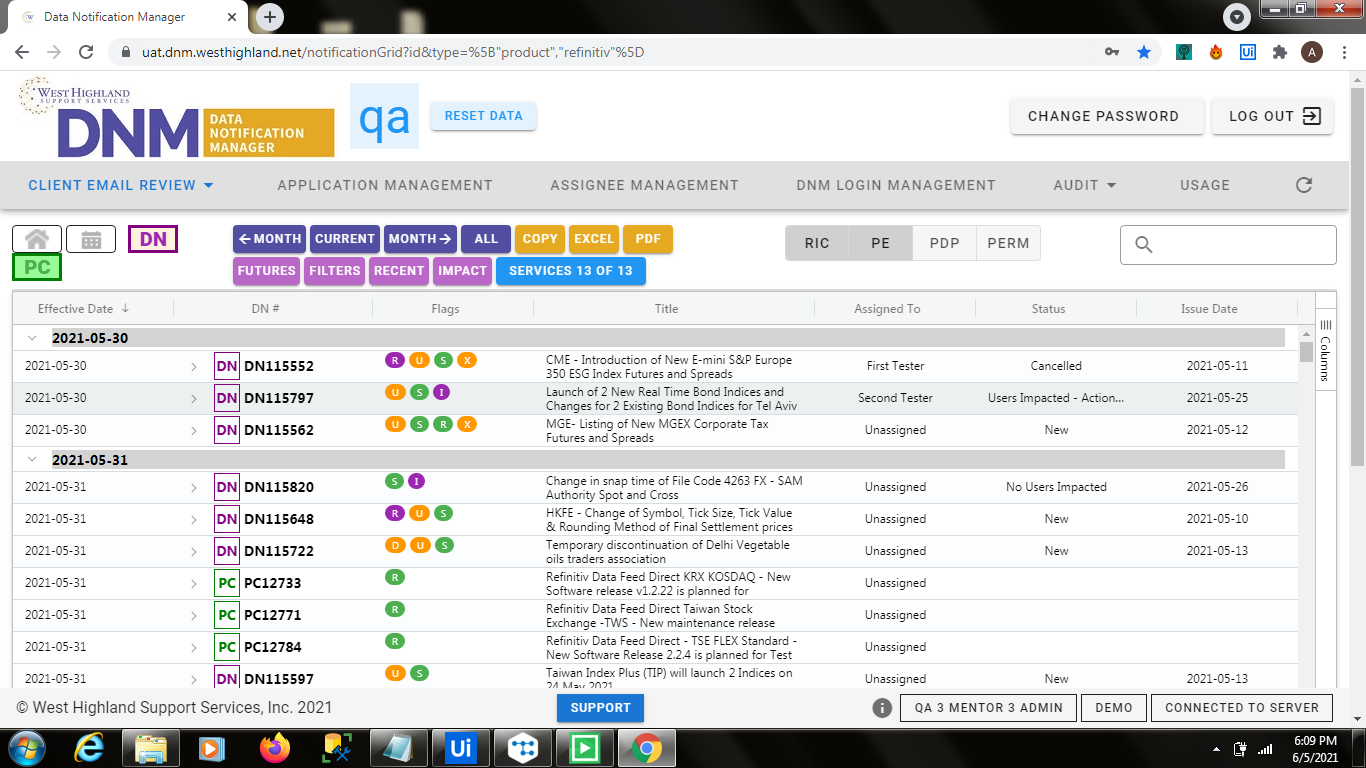 Data Notification Manager
uat.dnm.westhighland.net/notificationGrid?id&type=%5B"product","refinitiv"%5D
A
WEST HIGHLAND
SUPPORT SERVICES
DNM DATA NOTIFICATION MANAGER
qa
RESET DATA
CHANGE PASSWORD
LOG OUT
CLIENT EMAIL REVIEW APPLICATION MANAGEMENT ASSIGNEE MANAGEMENT DNM LOGIN MANAGEMENT AUDIT USAGE
DN
PC
MONTH CURRENT MONTH ALL COPY EXCEL PDF
FUTURES FILTERS RECENT IMPACT SERVICES 13 OF 13
RIC PE PDP PERM
Effective Date DN # Flags Title Assigned To Status Issue Date
Columns
2021-05-30
2021-05-30 DN DN115552 R U S X CME - Introduction of New E-mini S&P Europe First Tester Cancelled 2021-05-11
350 ESG Index Futures and Spreads
2021-05-30 DN DN115797 U S I Launch of 2 New Real Time Bond Indices and Second Tester Users Impacted - Action... 2021-05-25
Changes for 2 Existing Bond Indices for Tel Aviv
2021-05-30 DN DN115562 U S R X MGE- Listing of New MGEX Corporate Tax Unassigned New 2021-05-12
Futures and Spreads
2021-05-31
2021-05-31 DN DN115820 S I Change in snap time of File Code 4263 FX - SAM Unassigned No Users Impacted 2021-05-26
Authority Spot and Cross
2021-05-31 DN DN115648 R U S HKFE - Change of Symbol, Tick Size, Tick Value Unassigned New 2021-05-10
& Rounding Method of Final Settlement prices
2021-05-31 DN DN115722 D U S Temporary discontinuation of Delhi Vegetable Unassigned New 2021-05-13
oils traders association
2021-05-31 PC PC12733 R Refinitiv Data Feed Direct KRX KOSDAQ - New Unassigned
Software release v1.2.22 is planned for
2021-05-31 PC PC12771 R Refinitiv Data Feed Direct Taiwan Stock Unassigned
Exchange -TWS - New maintenance release
2021-05-31 PC PC12784 R Refinitiv Data Feed Direct - TSE FLEX Standard - Unassigned
New Software Release 2.2.4 is planned for Test
2021-05-31 DN DN115597 U S Taiwan Index Plus (TIP) will launch 2 Indices on Unassigned New 2021-05-13
24 May 2021
© West Highland Support Services, Inc. 2021
SUPPORT
QA 3 MENTOR 3 ADMIN
DEMO
CONNECTED TO SERVER
Ui
6:09 PM
6/5/2021